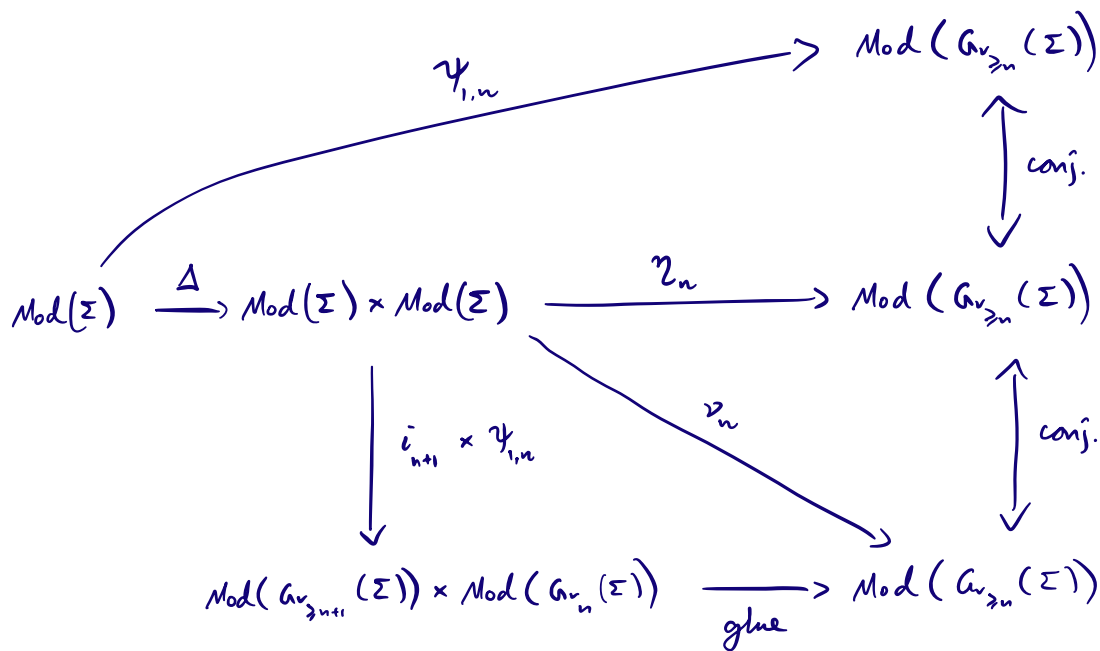 Mod(Gr_{≥n}(Σ))
ψ_{1,n}
conj.
Mod(Σ) Δ Mod(Σ) × Mod(Σ) η_n Mod(Gr_{≥n}(Σ))
ν_n
i_{n+1} × ψ_{1,n} conj.
Mod(Gr_{≥n+1}(Σ)) × Mod(Gr_n(Σ)) glue Mod(Gr_{≥n}(Σ))